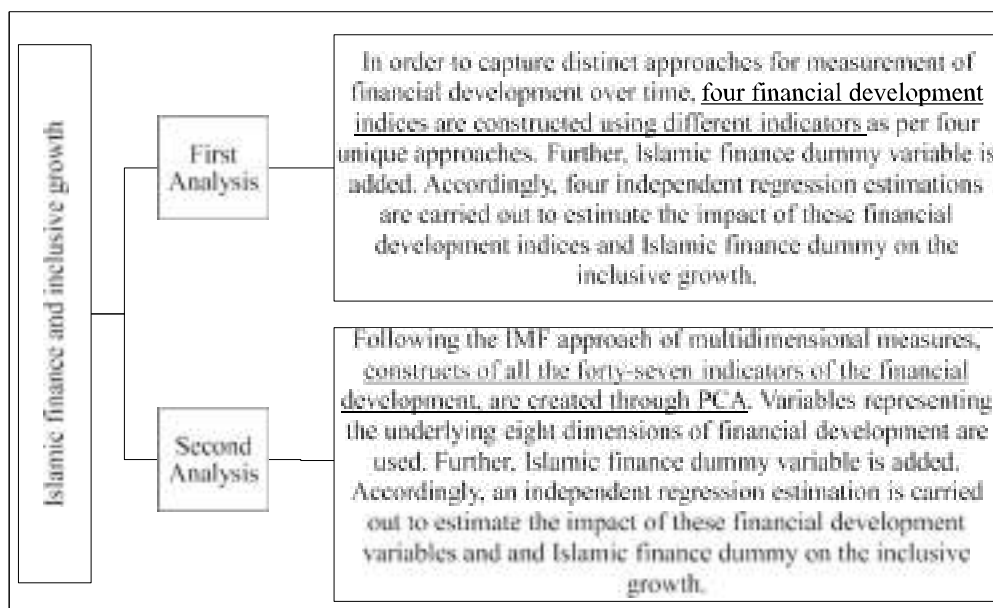 Islamic finance and inclusive growth
First
Analysis
In order to capture distinct approaches for measurement of
financial development over time, four financial development
indices are constructed using different indicators as per four
unique approaches. Further, Islamic finance dummy variable is
added. Accordingly, four independent regression estimations
are carried out to estimate the impact of these financial
development indices and Islamic finance dummy on the
inclusive growth.
Second
Analysis
Following the IMF approach of multidimensional measures,
constructs of all the forty-seven indicators of the financial
development, are created through PCA. Variables representing
the underlying eight dimensions of financial development are
used. Further, Islamic finance dummy variable is added.
Accordingly, an independent regression estimation is carried
out to estimate the impact of these financial development
variables and and Islamic finance dummy on the inclusive
growth.